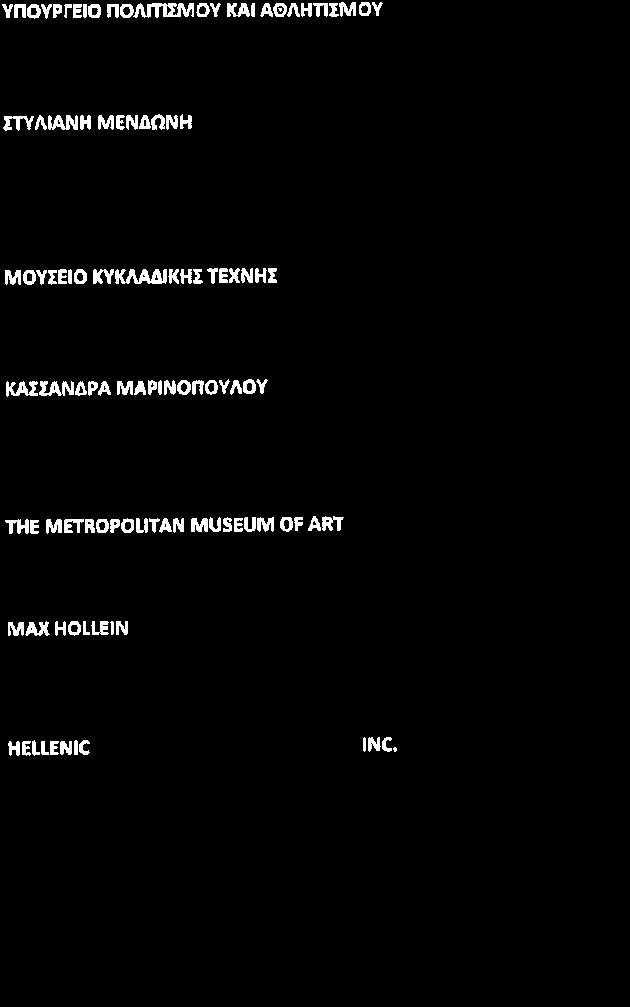 ΥΠΟΥΡΓΕΙΟ ΠΟΛΙΤΙΣΜΟΥ ΚΑΙ ΑΘΛΗΤΙΣΜΟΥ
ΣΤΥΛΙΑΝΗ ΜΕΝΔΩΝΗ
ΜΟΥΣΕΙΟ ΚΥΚΛΑΔΙΚΗΣ ΤΕΧΝΗΣ
ΚΑΣΣΑΝΔΡΑ ΜΑΡΙΝΟΠΟΥΛΟΥ
THE METROPOLITAN MUSEUM OF ART
MAX HOLLEIN
HELLENIC INC.